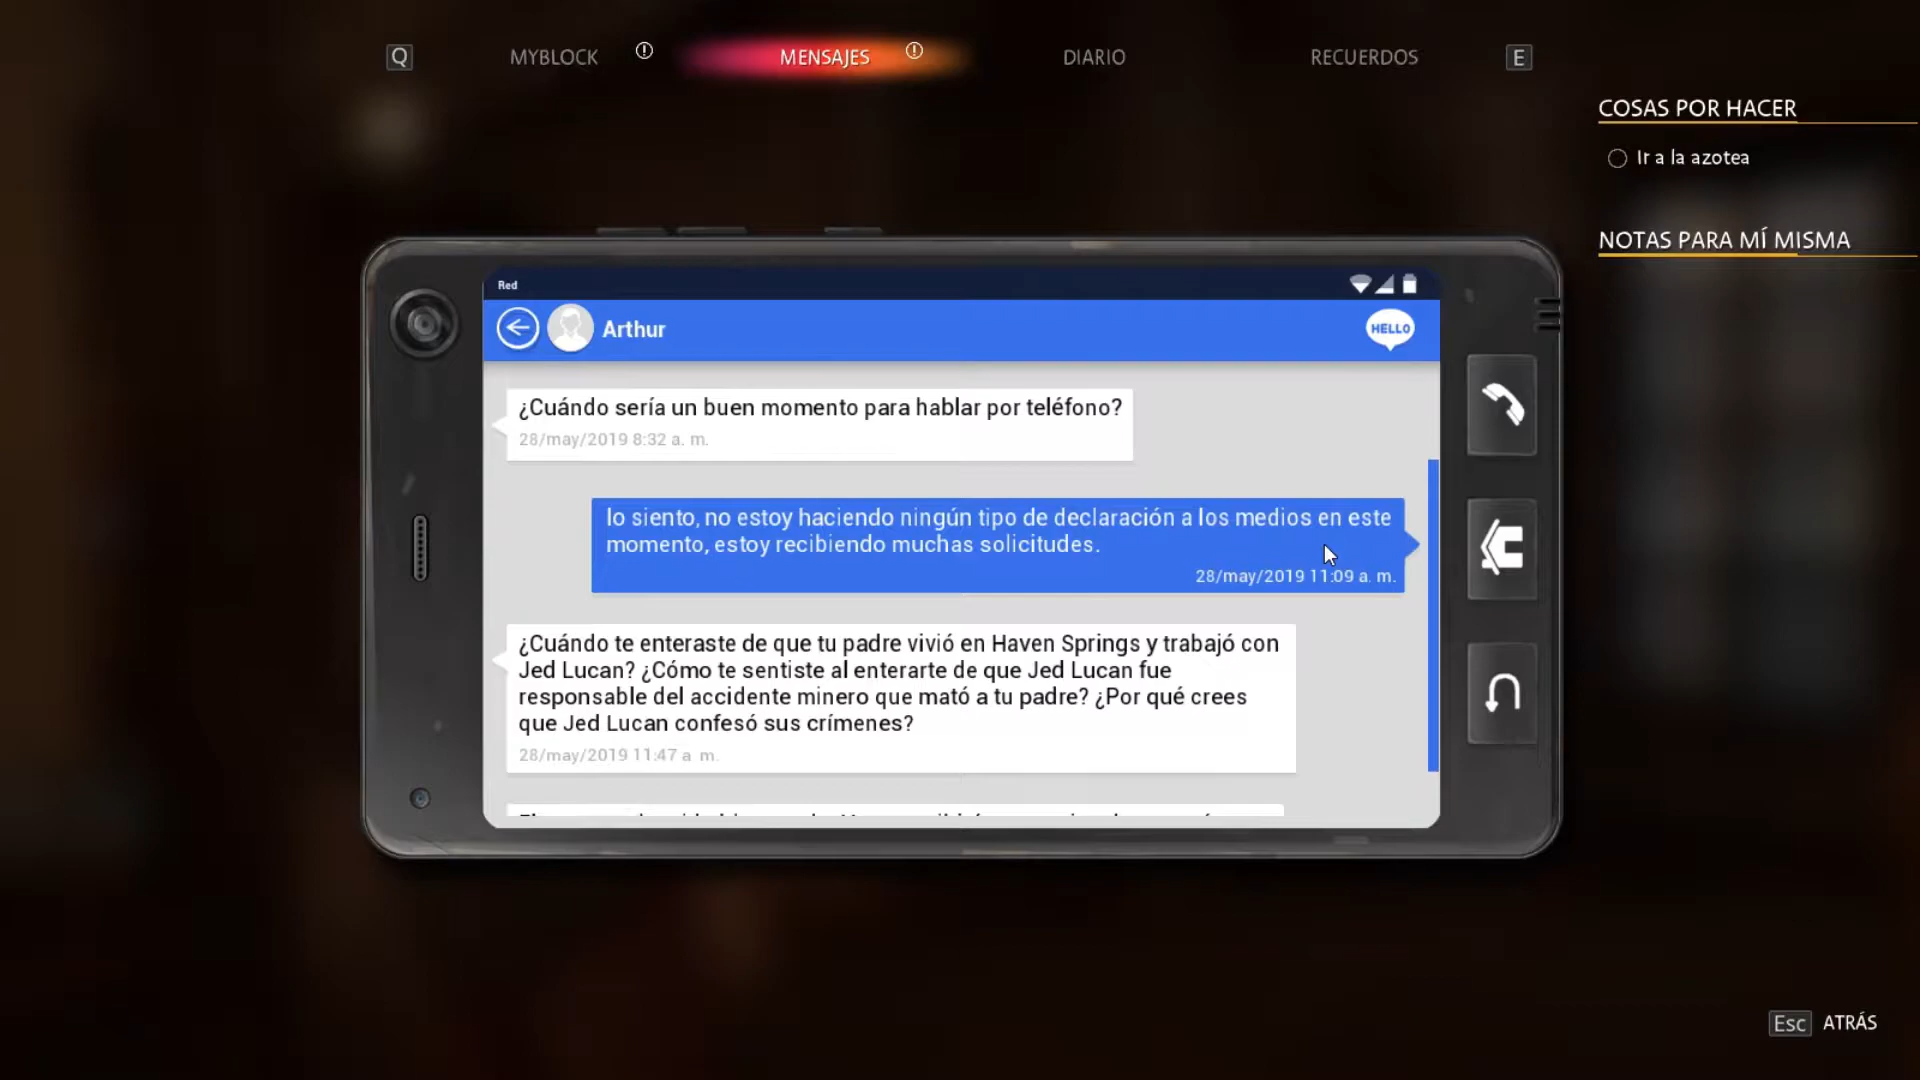 Q
MYBLOCK
MENSAJES
DIARIO
RECUERDOS
E
COSAS POR HACER
Ir a la azotea
NOTAS PARA MÍ MISMA
Red
Arthur
HELLO
¿Cuándo sería un buen momento para hablar por teléfono?
28/may/2019 8:32 a. m.
lo siento, no estoy haciendo ningún tipo de declaración a los medios en este
momento, estoy recibiendo muchas solicitudes.
28/may/2019 11:09 a. m.
¿Cuándo te enteraste de que tu padre vivió en Haven Springs y trabajó con
Jed Lucan? ¿Cómo te sentiste al enterarte de que Jed Lucan fue
responsable del accidente minero que mató a tu padre? ¿Por qué crees
que Jed Lucan confesó sus crímenes?
28/may/2019 11:47 a. m.
Esc ATRÁS